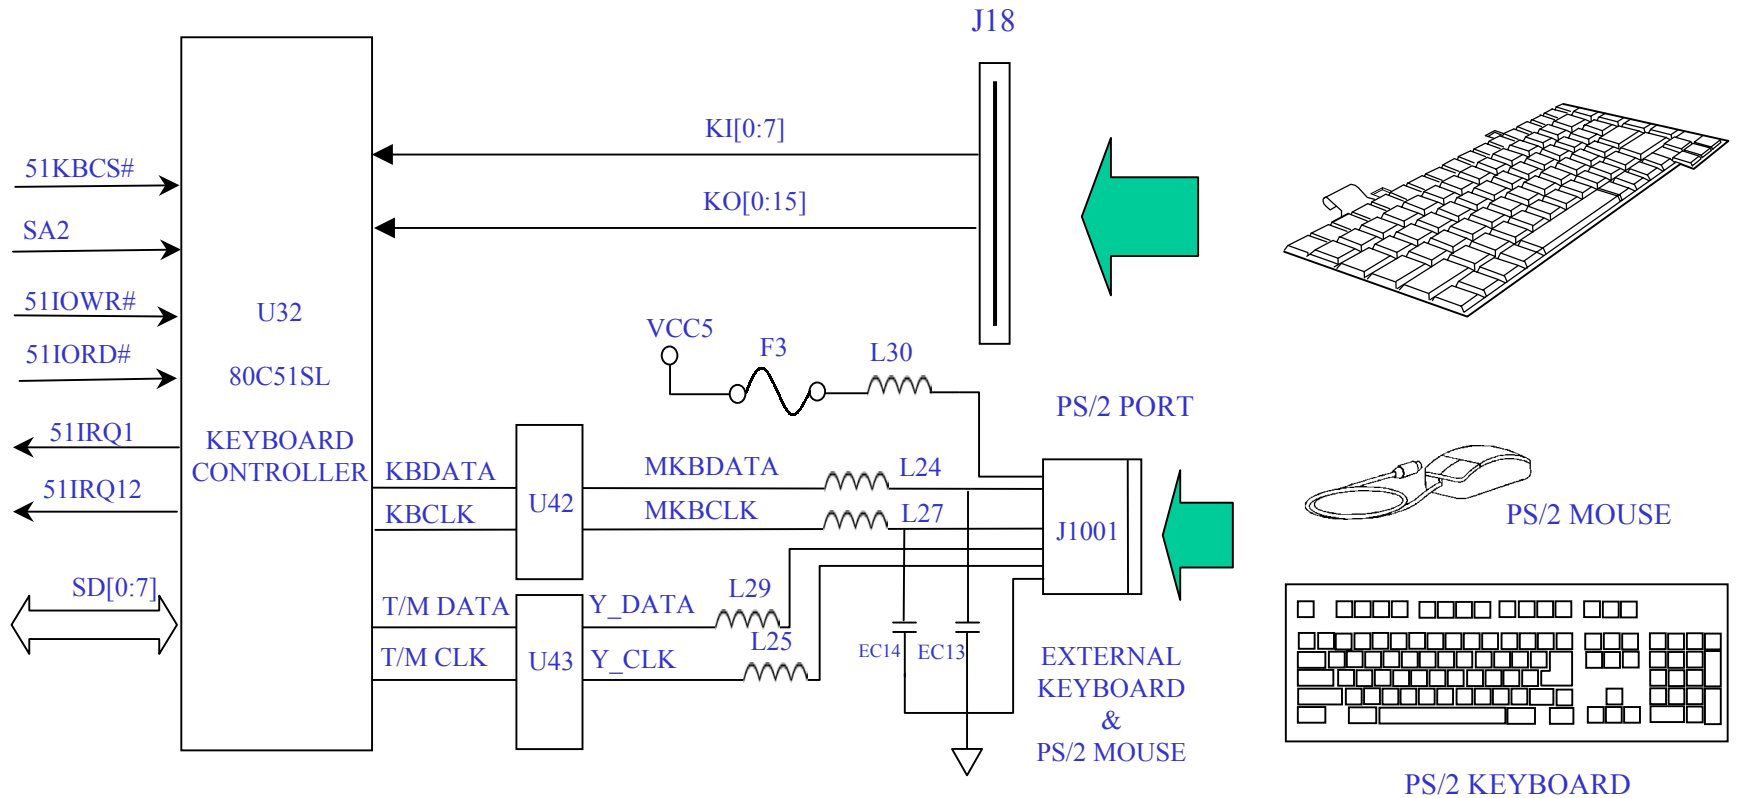 J18
KI[0:7]
KO[0:15]
51KBCS#
SA2
51IOWR#
51IORD#
51IRQ1
51IRQ12
SD[0:7]
U32
80C51SL
KEYBOARD
CONTROLLER
VCC5
F3
L30
PS/2 PORT
KBDATA
KBCLK
U42
MKBDATA
MKBCLK
L24
L27
J1001
T/M DATA
T/M CLK
U43
Y_DATA
Y_CLK
L29
L25
EC14
EC13
EXTERNAL
KEYBOARD
&
PS/2 MOUSE
PS/2 MOUSE
PS/2 KEYBOARD